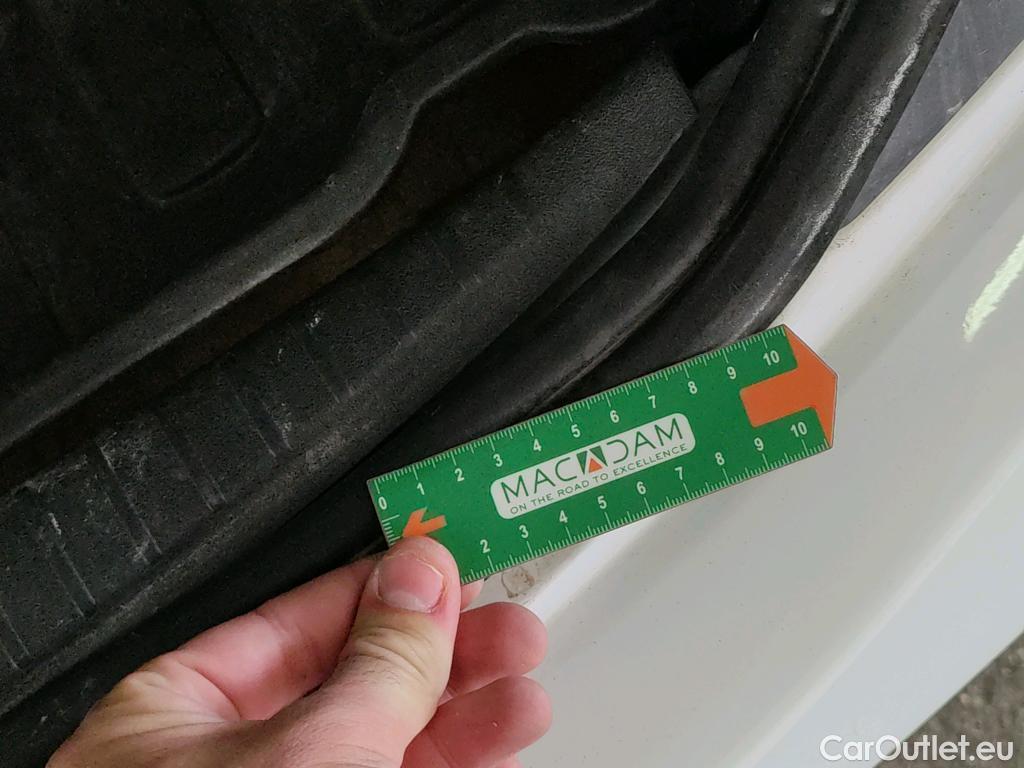 0 1 2 3 4 5 6 7 8 9 10
MACADAM
ON THE ROAD TO EXCELLENCE
2 3 4 5 6 7 8 9 10
CarOutlet.eu